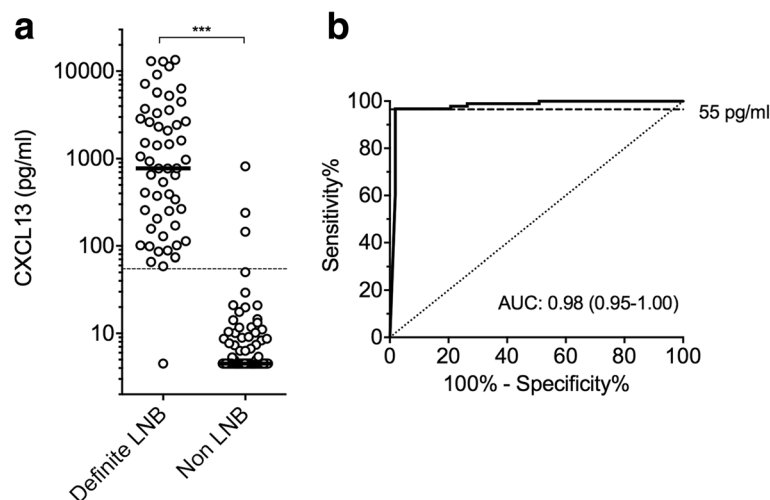 a
***
10000
1000
100
10
CXCL13 (pg/ml)
Definite LNB
Non LNB
b
100
80
60
40
20
0
Sensitivity%
55 pg/ml
AUC: 0.98 (0.95-1.00)
0 20 40 60 80 100
100% - Specificity%